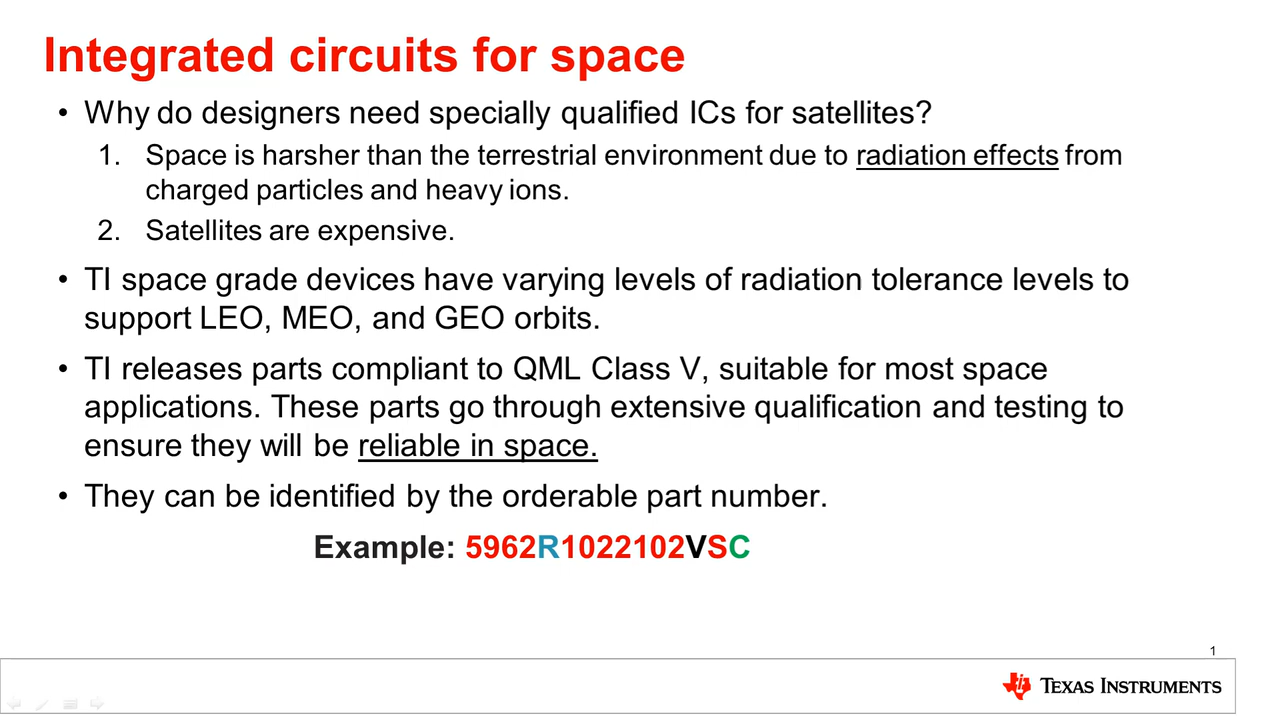 Integrated circuits for space
• Why do designers need specially qualified ICs for satellites?
1. Space is harsher than the terrestrial environment due to radiation effects from
charged particles and heavy ions.
2. Satellites are expensive.
• TI space grade devices have varying levels of radiation tolerance levels to
support LEO, MEO, and GEO orbits.
• TI releases parts compliant to QML Class V, suitable for most space
applications. These parts go through extensive qualification and testing to
ensure they will be reliable in space.
• They can be identified by the orderable part number.
Example: 5962R1022102VSC
1
TEXAS INSTRUMENTS